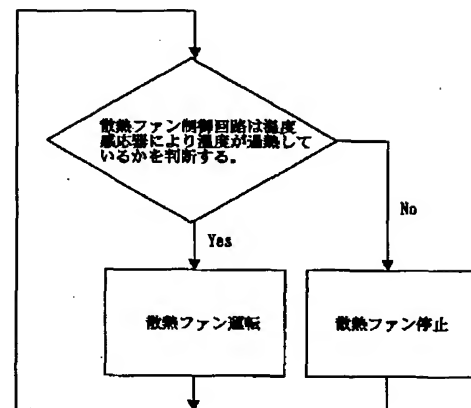 散熱ファン制御回路は温度
感応器により温度が過熱して
いるかを判断する。
No
Yes
散熱ファン運転
散熱ファン停止